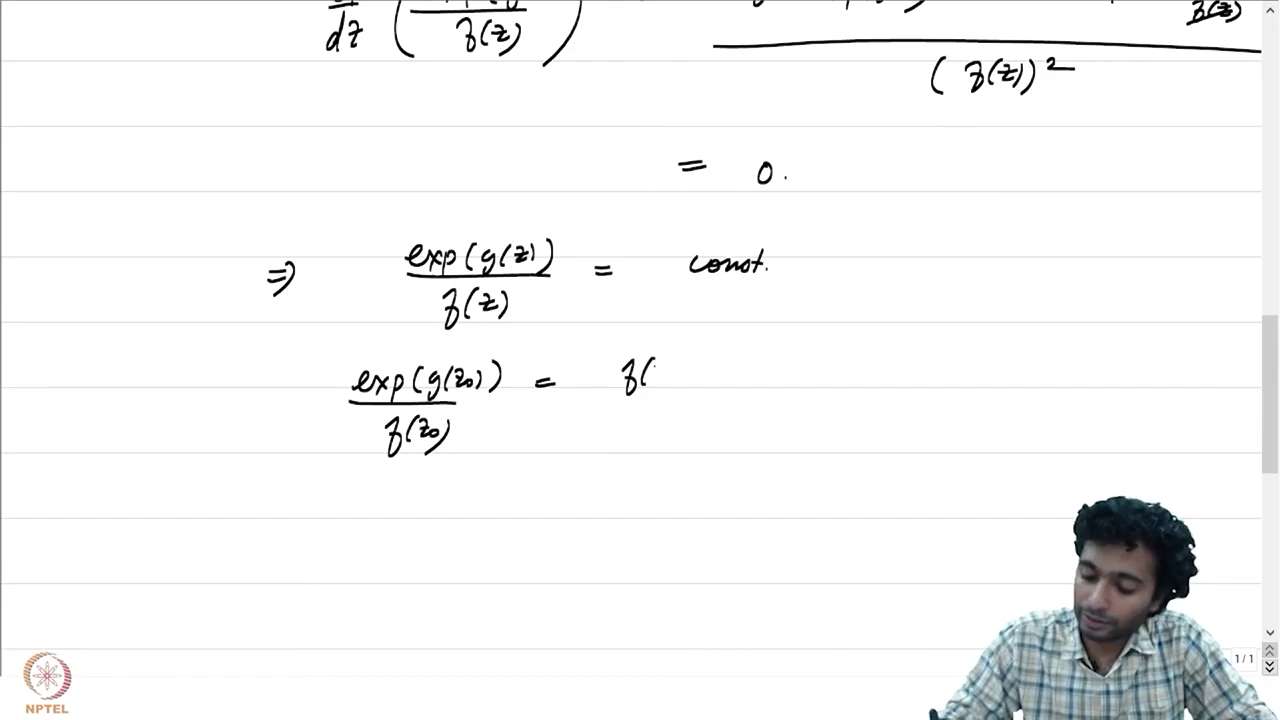 d/dz ( / f(z) )
f(z)
(f(z))²
= 0.
⇒ exp(g(z)) / f(z) = const.
exp(g(z₀)) / f(z₀) = f(
1 / 1
NPTEL